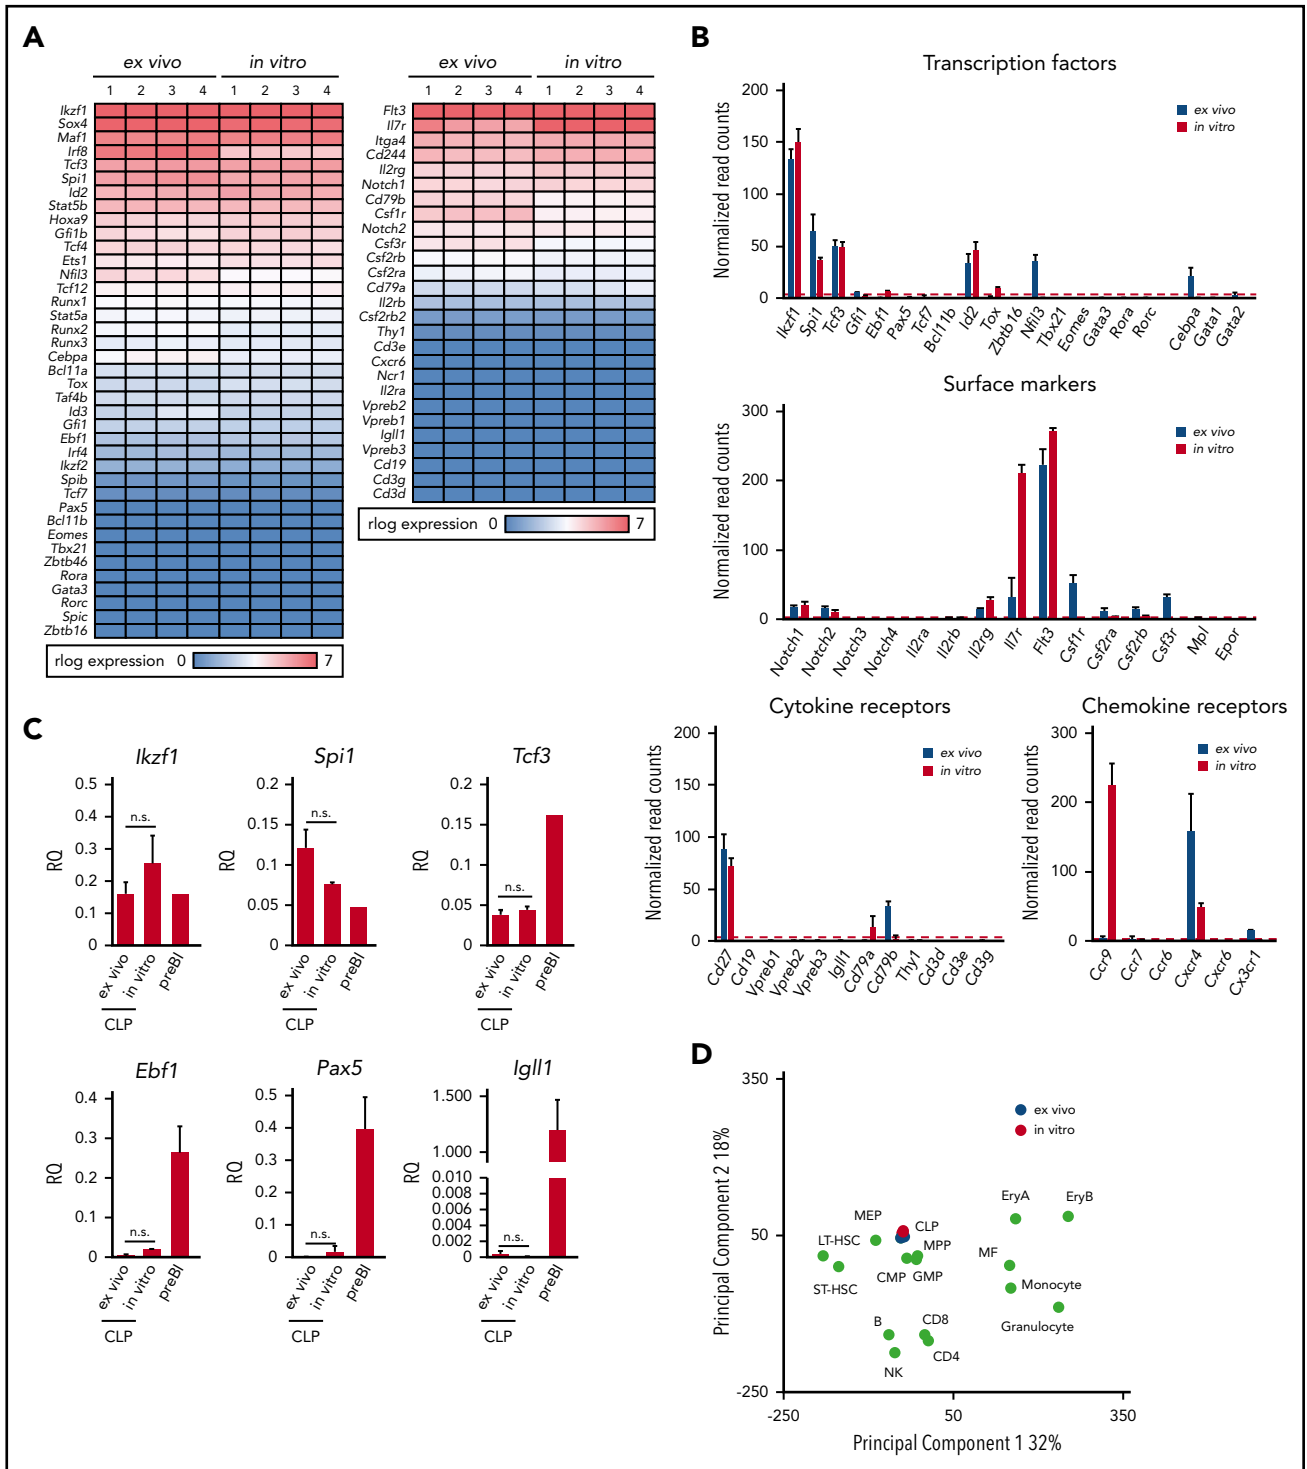 A
ex vivo
in vitro
1 2 3 4 1 2 3 4
Ikzf1
Sox4
Maf1
Irf8
Tcf3
Spi1
Id2
Stat5b
Hoxa9
Gfi1b
Tcf4
Ets1
Nfil3
Tcf12
Runx1
Stat5a
Runx2
Runx3
Cebpa
Bcl11a
Tox
Taf4b
Id3
Gfi1
Ebf1
Irf4
Ikzf2
Spib
Tcf7
Pax5
Bcl11b
Eomes
Tbx21
Zbtb46
Rora
Gata3
Rorc
Spic
Zbtb16
rlog expression 0 7
ex vivo
in vitro
1 2 3 4 1 2 3 4
Flt3
Il7r
Itga4
Cd244
Il2rg
Notch1
Cd79b
Csf1r
Notch2
Csf3r
Csf2rb
Csf2ra
Cd79a
Il2rb
Csf2rb2
Thy1
Cd3e
Cxcr6
Ncr1
Il2ra
Vpreb2
Vpreb1
Igll1
Vpreb3
Cd19
Cd3g
Cd3d
rlog expression 0 7
B
Transcription factors
Normalized read counts
200
150
100
50
0
ex vivo
in vitro
Ikzf1 Spi1 Tcf3 Gfi1 Ebf1 Pax5 Tcf7 Bcl11b Id2 Tox Zbtb16 Nfil3 Tbx21 Eomes Gata3 Rora Rorc Cebpa Gata1 Gata2
Surface markers
Normalized read counts
300
200
100
0
ex vivo
in vitro
Notch1 Notch2 Notch3 Notch4 Il2ra Il2rb Il2rg Il7r Flt3 Csf1r Csf2ra Csf2rb Csf3r Mpl Epor
Cytokine receptors
Normalized read counts
200
150
100
50
0
ex vivo
in vitro
Cd27 Cd19 Vpreb1 Vpreb2 Vpreb3 Igll1 Cd79a Cd79b Thy1 Cd3d Cd3e Cd3g
Chemokine receptors
Normalized read counts
300
200
100
0
ex vivo
in vitro
Ccr9 Ccr7 Ccr6 Cxcr4 Cxcr6 Cx3cr1
C
Ikzf1
RQ
0.5
0.4
0.3
0.2
0.1
0
n.s.
ex vivo in vitro preBI
CLP
Spi1
RQ
0.2
0.15
0.1
0.05
0
n.s.
ex vivo in vitro preBI
CLP
Tcf3
RQ
0.2
0.15
0.1
0.05
0
n.s.
ex vivo in vitro preBI
CLP
Ebf1
RQ
0.4
0.3
0.2
0.1
0
n.s.
ex vivo in vitro preBI
CLP
Pax5
RQ
0.5
0.4
0.3
0.2
0.1
0
n.s.
ex vivo in vitro preBI
CLP
Igll1
RQ
1.500
1.000
0.010
0.008
0.006
0.004
0.002
0
n.s.
ex vivo in vitro preBI
CLP
D
Principal Component 2 18%
350
50
-250
ex vivo
in vitro
EryA
EryB
MEP
CLP
LT-HSC
MPP
MF
CMP
GMP
ST-HSC
Monocyte
B
CD8
Granulocyte
CD4
NK
-250 50 350
Principal Component 1 32%